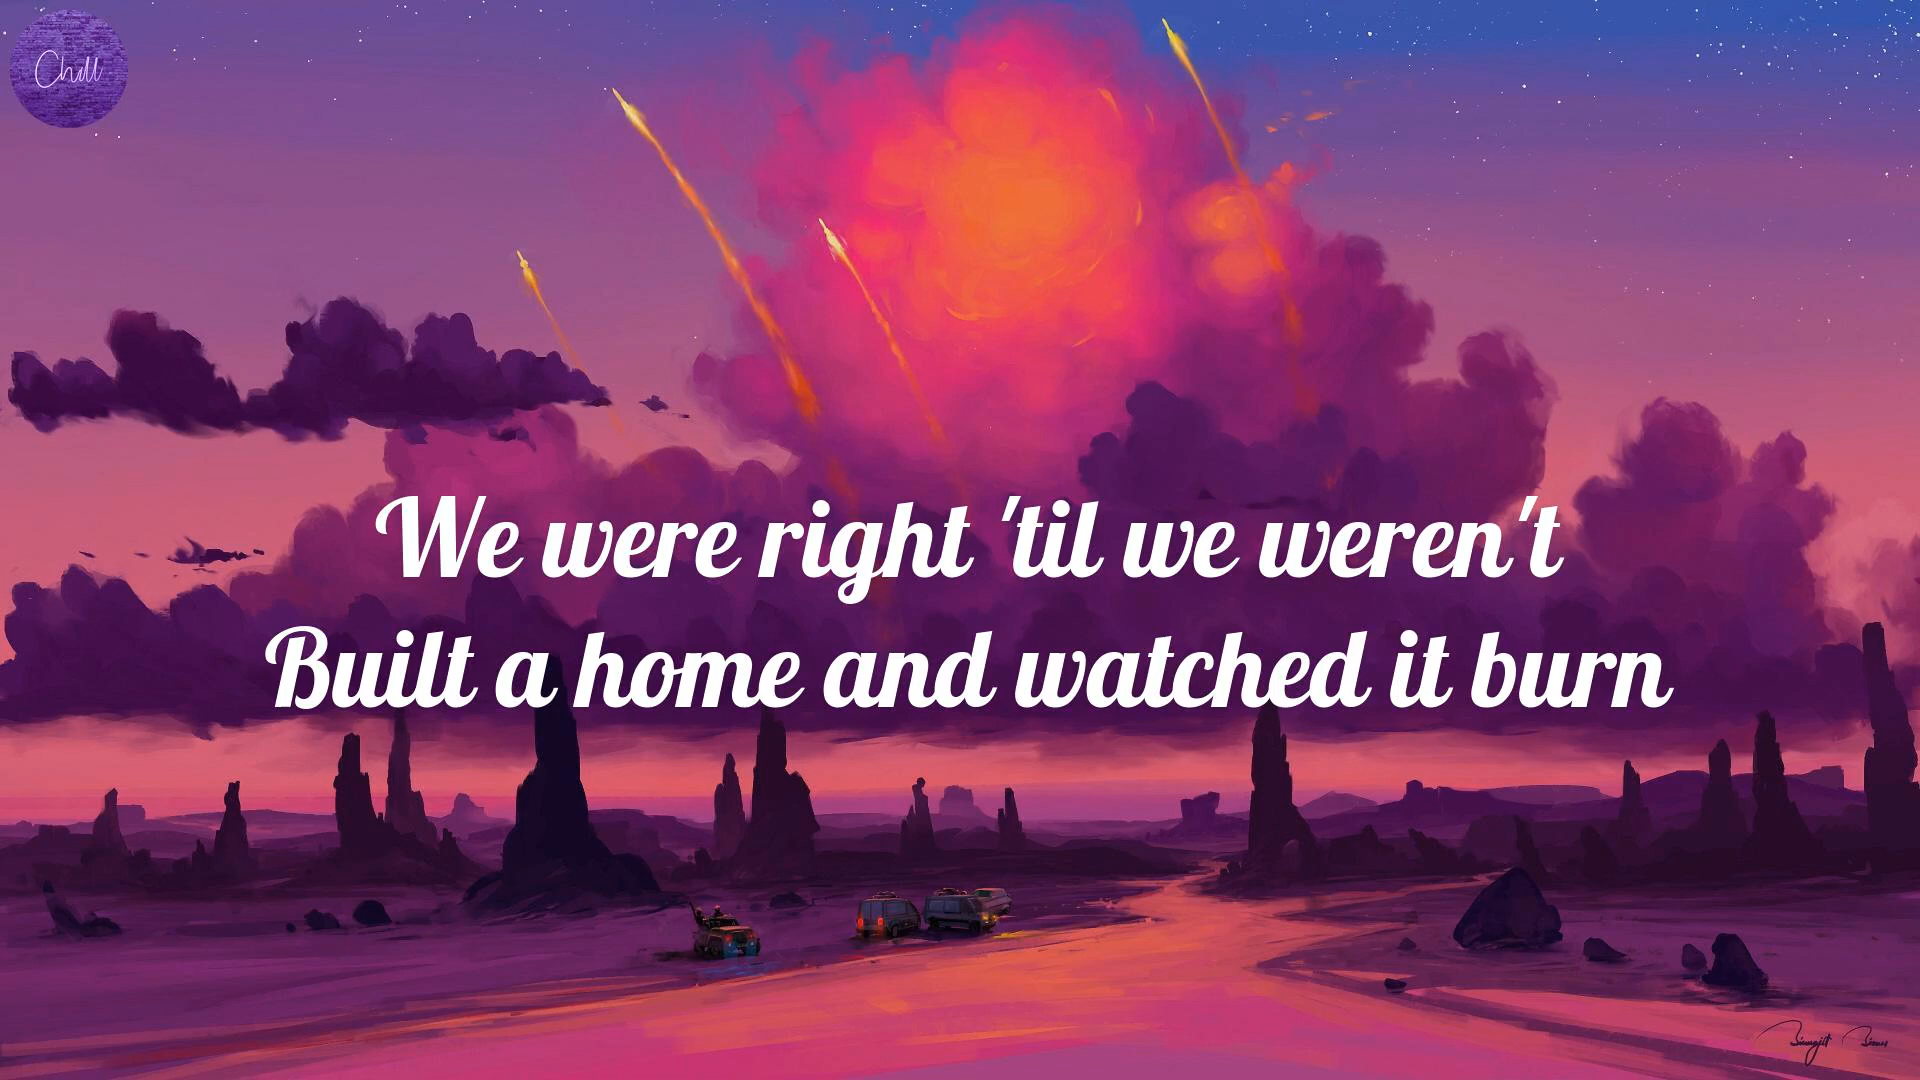 Chill
We were right 'til we weren't
Built a home and watched it burn